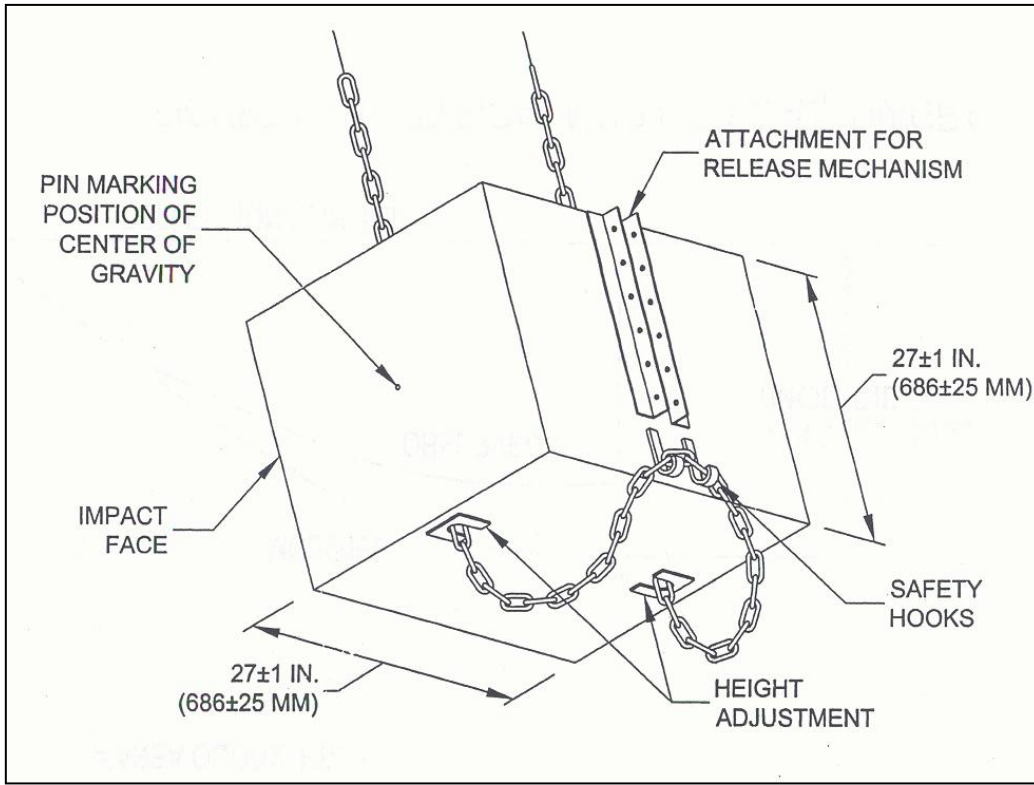 ATTACHMENT FOR
RELEASE MECHANISM
PIN MARKING
POSITION OF
CENTER OF
GRAVITY
27±1 IN.
(686±25 MM)
IMPACT
FACE
SAFETY
HOOKS
27±1 IN.
(686±25 MM)
HEIGHT
ADJUSTMENT